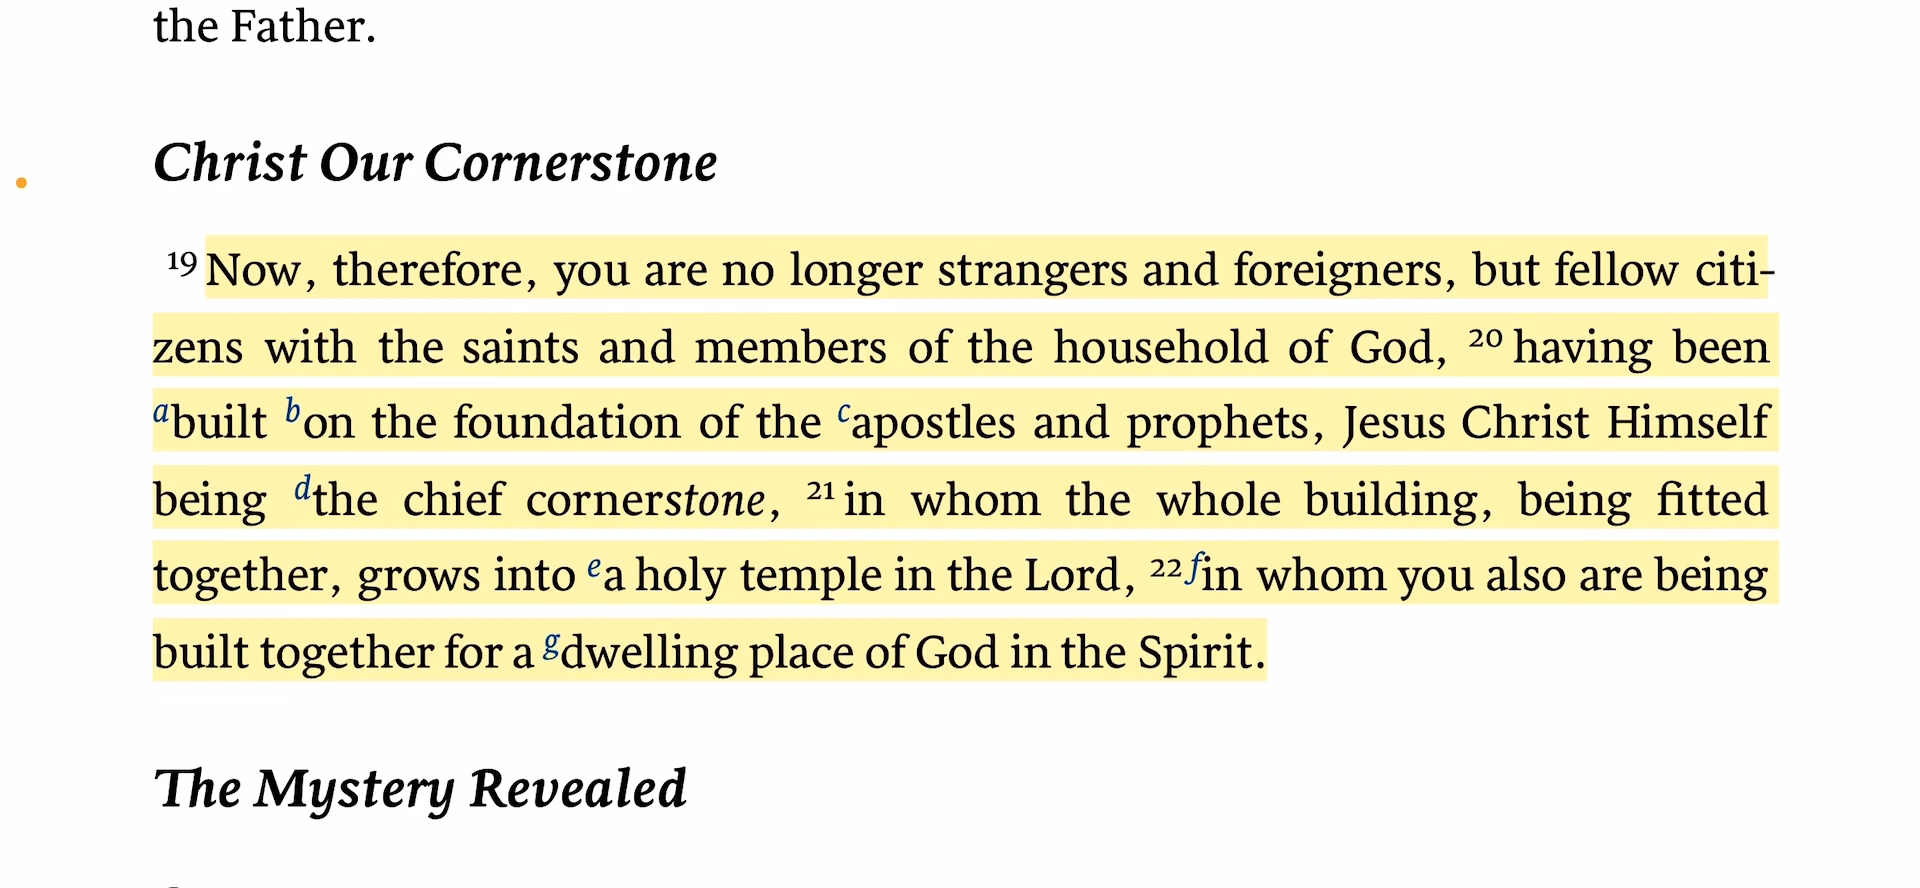 the Father.
Christ Our Cornerstone
19 Now, therefore, you are no longer strangers and foreigners, but fellow citi-
zens with the saints and members of the household of God, 20 having been
a built b on the foundation of the c apostles and prophets, Jesus Christ Himself
being d the chief cornerstone, 21 in whom the whole building, being fitted
together, grows into e a holy temple in the Lord, 22 f in whom you also are being
built together for a g dwelling place of God in the Spirit.
The Mystery Revealed